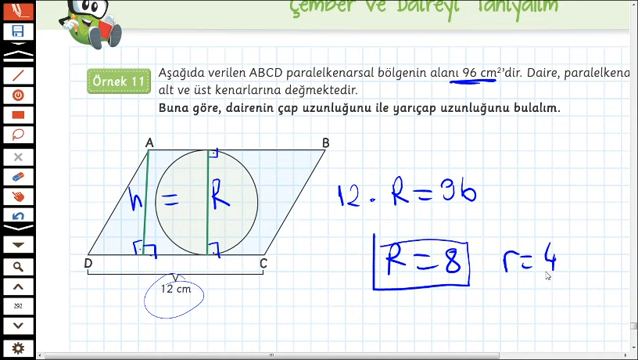 Çember ve Daireyi Tanıyalım
Örnek 11
Aşağıda verilen ABCD paralelkenarsal bölgenin alanı 96 cm²'dir. Daire, paralelkena
alt ve üst kenarlarına değmektedir.
Buna göre, dairenin çap uzunluğunu ile yarıçap uzunluğunu bulalım.
A
B
h = R
12 . R = 96
D
C
12 cm
R = 8
r = 4
292